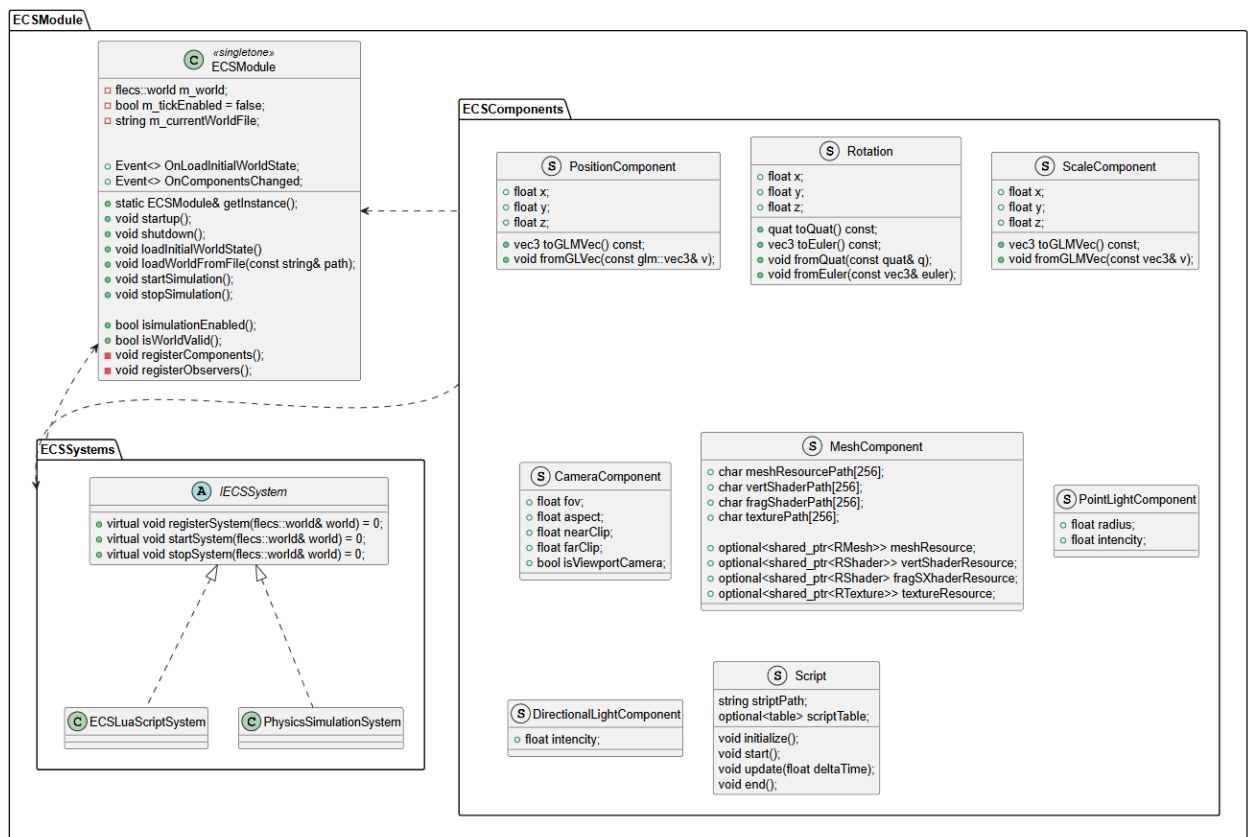 ECSModule
«singletone»
C
ECSModule
flecs::world m_world;
bool m_tickEnabled = false;
string m_currentWorldFile;
Event<> OnLoadInitialWorldState;
Event<> OnComponentsChanged;
static ECSModule& getInstance();
void startup();
void shutdown();
void loadInitialWorldState()
void loadWorldFromFile(const string& path);
void startSimulation();
void stopSimulation();
bool isimulationEnabled();
bool isWorldValid();
void registerComponents();
void registerObservers();
ECSComponents
S PositionComponent
float x;
float y;
float z;
vec3 toGLMVec() const;
void fromGLVec(const glm::vec3& v);
S Rotation
float x;
float y;
float z;
quat toQuat() const;
vec3 toEuler() const;
void fromQuat(const quat& q);
void fromEuler(const vec3& euler);
S ScaleComponent
float x;
float y;
float z;
vec3 toGLMVec() const;
void fromGLMVec(const vec3& v);
S CameraComponent
float fov;
float aspect;
float nearClip;
float farClip;
bool isViewportCamera;
S MeshComponent
char meshResourcePath[256];
char vertShaderPath[256];
char fragShaderPath[256];
char texturePath[256];
optional<shared_ptr<RMesh>> meshResource;
optional<shared_ptr<RShader>> vertShaderResource;
optional<shared_ptr<RShader> fragSXhaderResource;
optional<shared_ptr<RTexture>> textureResource;
S PointLightComponent
float radius;
float intencity;
S DirectionalLightComponent
float intencity;
S Script
string striptPath;
optional<table> scriptTable;
void initialize();
void start();
void update(float deltaTime);
void end();
ECSSystems
A IECSSystem
virtual void registerSystem(flecs::world& world) = 0;
virtual void startSystem(flecs::world& world) = 0;
virtual void stopSystem(flecs::world& world) = 0;
C ECSLuaScriptSystem
C PhysicsSimulationSystem